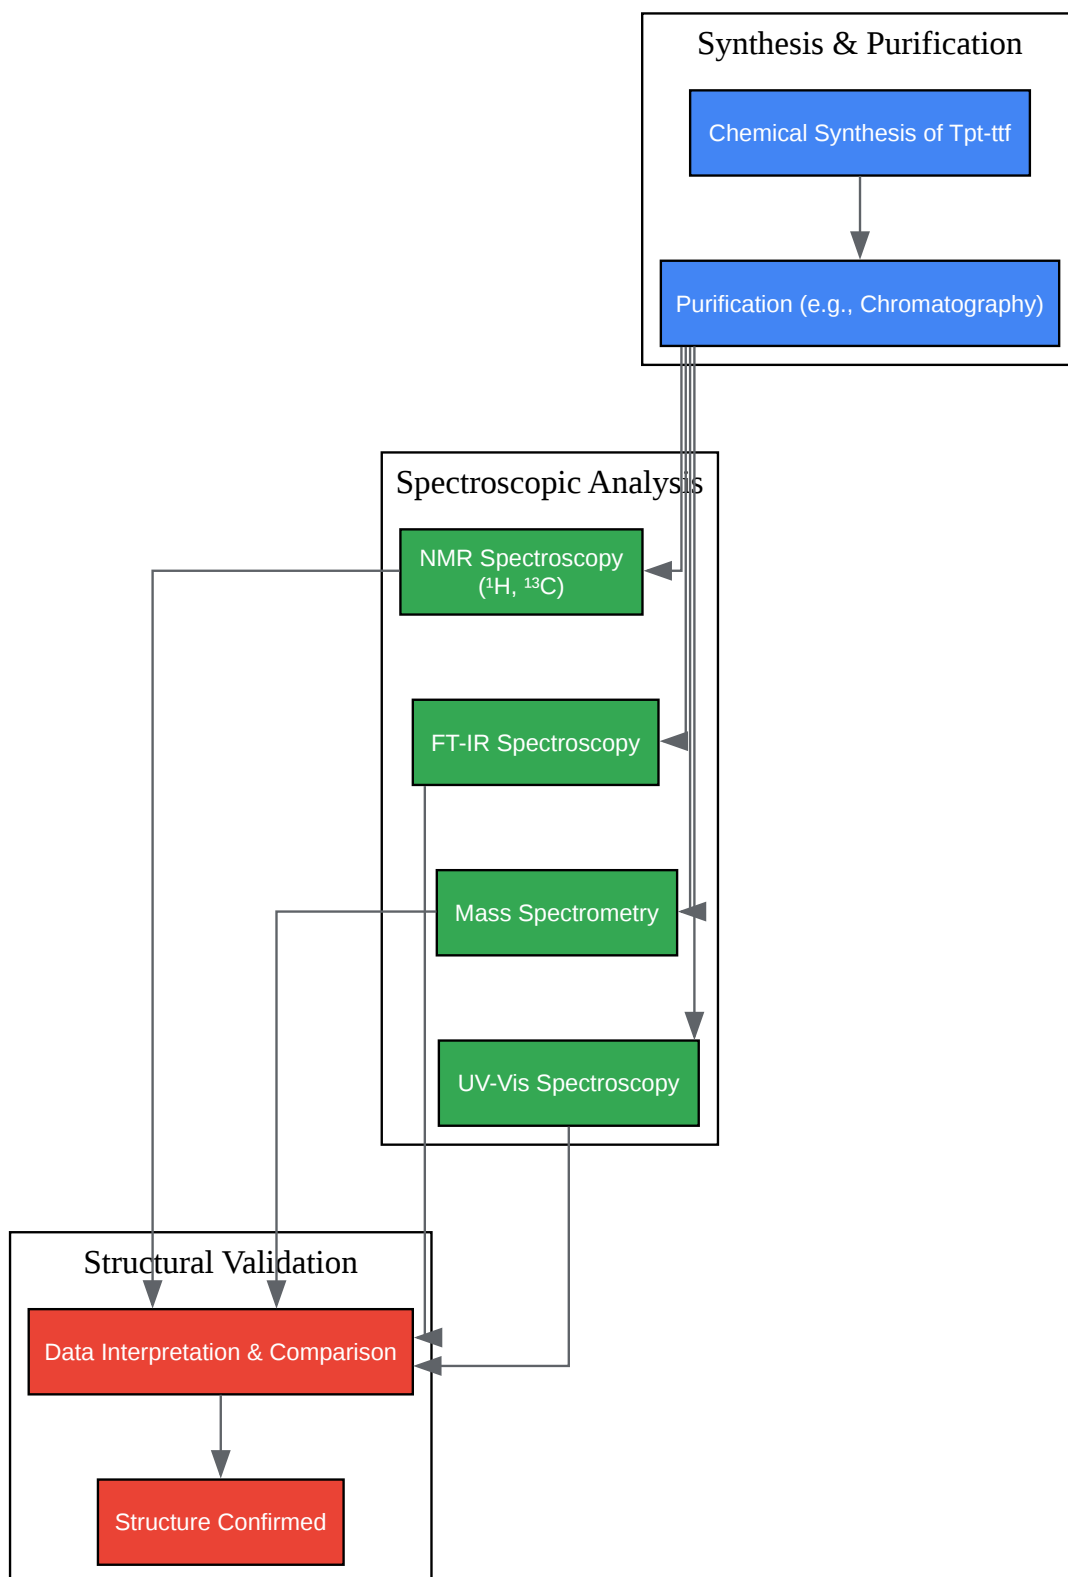 Synthesis & Purification
Chemical Synthesis of Tpt-ttf
Purification (e.g., Chromatography)
Spectroscopic Analysis
NMR Spectroscopy
(¹H, ¹³C)
FT-IR Spectroscopy
Mass Spectrometry
UV-Vis Spectroscopy
Structural Validation
Data Interpretation & Comparison
Structure Confirmed